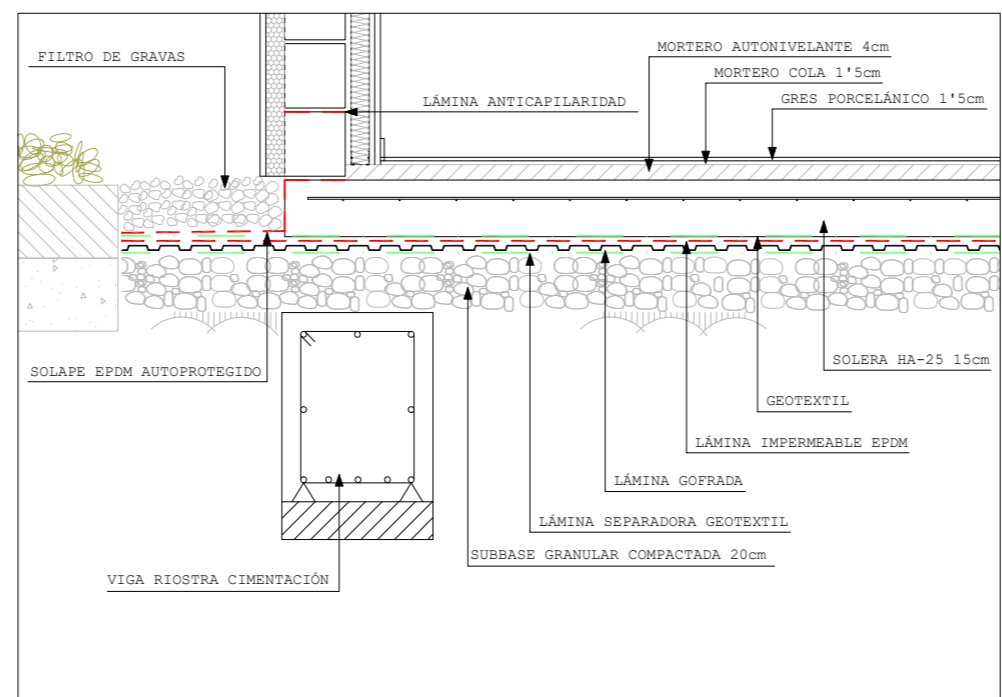 MORTERO AUTONIVELANTE 4cm
FILTRO DE GRAVAS
MORTERO COLA 1'5cm
LÁMINA ANTICAPILARIDAD
GRES PORCELÁNICO 1'5cm
SOLERA HA-25 15cm
SOLAPE EPDM AUTOPROTEGIDO
GEOTEXTIL
LÁMINA IMPERMEABLE EPDM
LÁMINA GOFRADA
LÁMINA SEPARADORA GEOTEXTIL
SUBBASE GRANULAR COMPACTADA 20cm
VIGA RIOSTRA CIMENTACIÓN